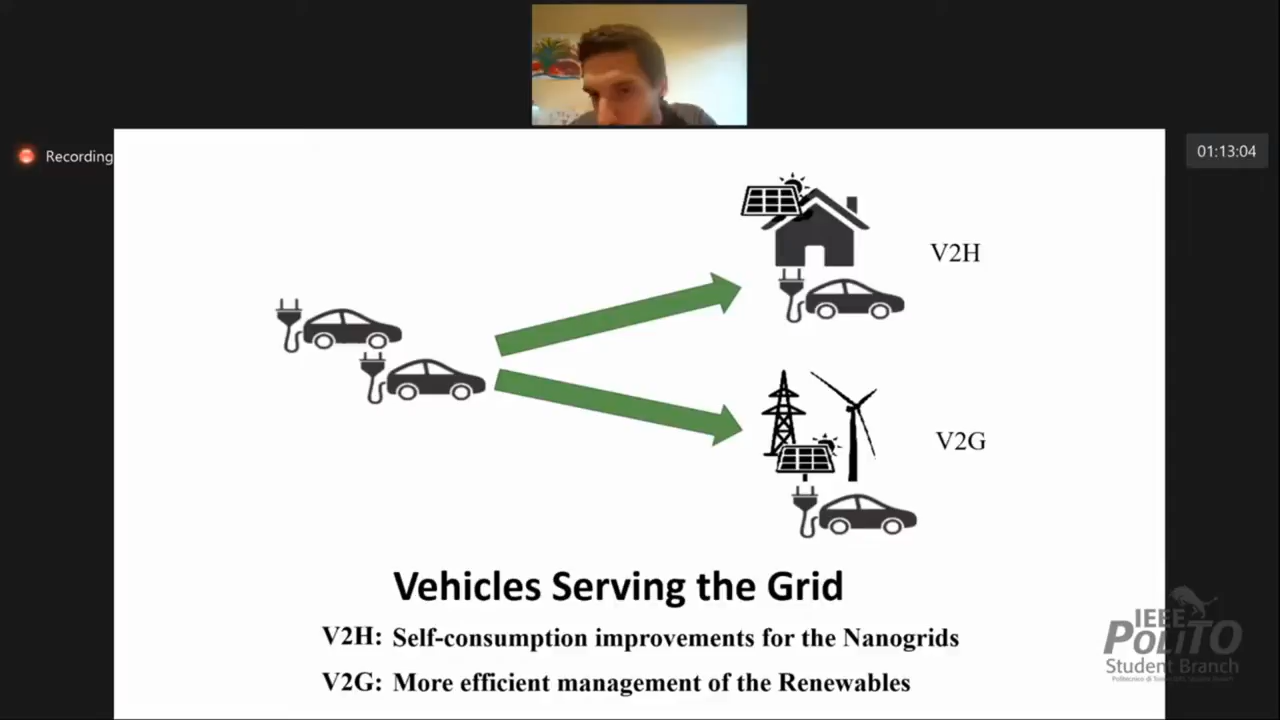 Recording
01:13:04
V2H
V2G
Vehicles Serving the Grid
V2H: Self-consumption improvements for the Nanogrids
V2G: More efficient management of the Renewables
IEEE
POLITO
Student Branch